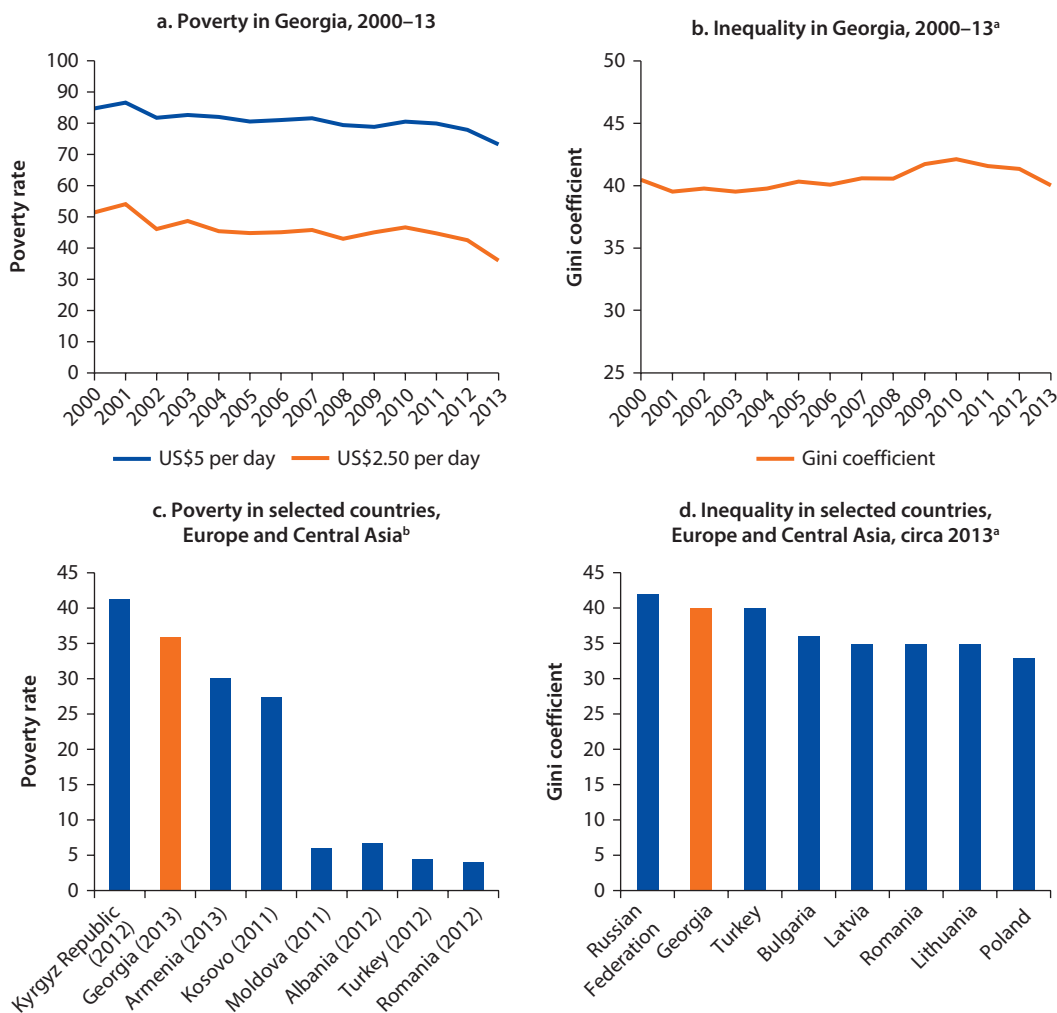 a. Poverty in Georgia, 2000–13
Poverty rate
100
90
80
70
60
50
40
30
20
10
0
2000
2001
2002
2003
2004
2005
2006
2007
2008
2009
2010
2011
2012
2013
US$5 per day US$2.50 per day
b. Inequality in Georgia, 2000–13ᵃ
Gini coefficient
50
45
40
35
30
25
2000
2001
2002
2003
2004
2005
2006
2007
2008
2009
2010
2011
2012
2013
Gini coefficient
c. Poverty in selected countries,
Europe and Central Asiaᵇ
Poverty rate
45
40
35
30
25
20
15
10
5
0
Kyrgyz Republic
(2012)
Georgia (2013)
Armenia (2013)
Kosovo (2011)
Moldova (2011)
Albania (2012)
Turkey (2012)
Romania (2012)
d. Inequality in selected countries,
Europe and Central Asia, circa 2013ᵃ
Gini coefficient
45
40
35
30
25
20
15
10
5
0
Russian
Federation
Georgia
Turkey
Bulgaria
Latvia
Romania
Lithuania
Poland